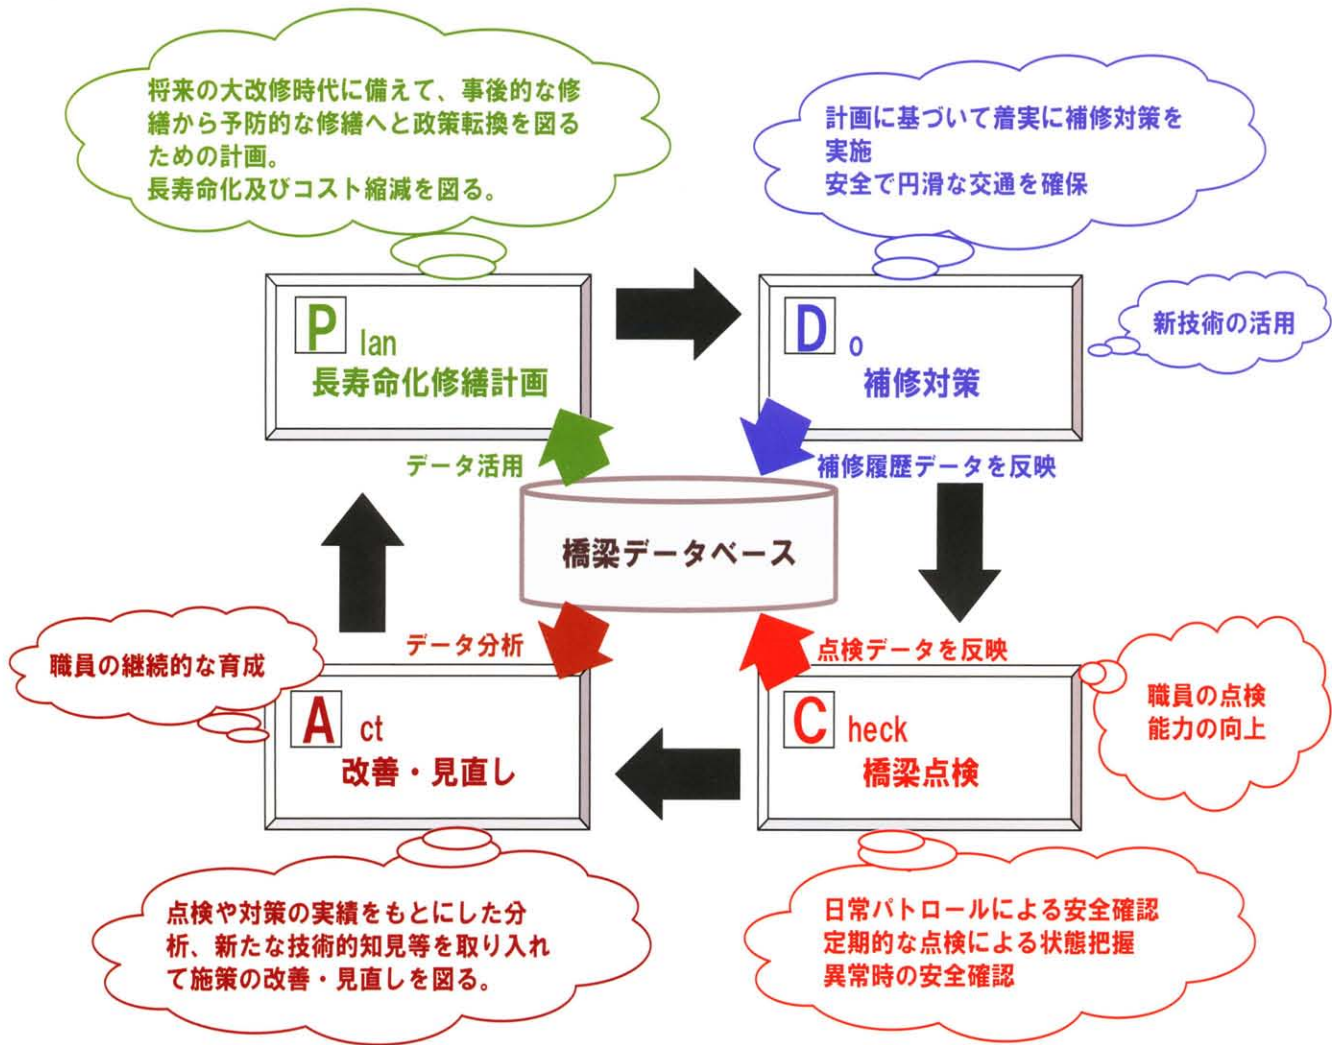 将来の大改修時代に備えて、事後的な修
繕から予防的な修繕へと政策転換を図る
ための計画。
長寿命化及びコスト縮減を図る。
計画に基づいて着実に補修対策を
実施
安全で円滑な交通を確保
Plan
長寿命化修繕計画
Do
補修対策
新技術の活用
データ活用
補修履歴データを反映
橋梁データベース
データ分析
点検データを反映
職員の継続的な育成
Act
改善・見直し
Check
橋梁点検
職員の点検
能力の向上
点検や対策の実績をもとにした分
析、新たな技術的知見等を取り入れ
て施策の改善・見直しを図る。
日常パトロールによる安全確認
定期的な点検による状態把握
異常時の安全確認